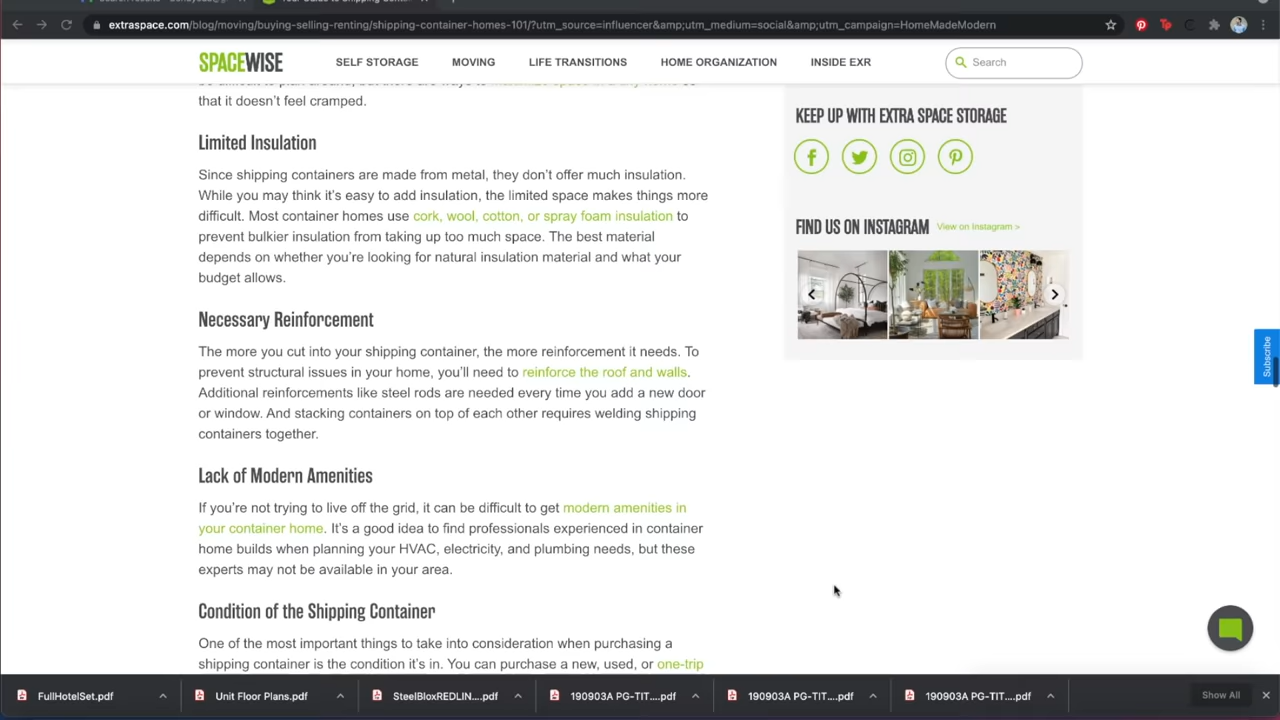 extraspace.com/blog/moving/buying-selling-renting/shipping-container-homes-101/?utm_source=influencer&amp;utm_medium=social&amp;utm_campaign=HomeMadeModern
SPACEWISE
SELF STORAGE
MOVING
LIFE TRANSITIONS
HOME ORGANIZATION
INSIDE EXR
Search
that it doesn't feel cramped.
Limited Insulation
Since shipping containers are made from metal, they don't offer much insulation.
While you may think it's easy to add insulation, the limited space makes things more
difficult. Most container homes use cork, wool, cotton, or spray foam insulation to
prevent bulkier insulation from taking up too much space. The best material
depends on whether you're looking for natural insulation material and what your
budget allows.
Necessary Reinforcement
The more you cut into your shipping container, the more reinforcement it needs. To
prevent structural issues in your home, you'll need to reinforce the roof and walls.
Additional reinforcements like steel rods are needed every time you add a new door
or window. And stacking containers on top of each other requires welding shipping
containers together.
Lack of Modern Amenities
If you're not trying to live off the grid, it can be difficult to get modern amenities in
your container home. It's a good idea to find professionals experienced in container
home builds when planning your HVAC, electricity, and plumbing needs, but these
experts may not be available in your area.
Condition of the Shipping Container
One of the most important things to take into consideration when purchasing a
shipping container is the condition it's in. You can purchase a new, used, or one-trip
KEEP UP WITH EXTRA SPACE STORAGE
FIND US ON INSTAGRAM
View on Instagram >
Subscribe
FullHotelSet.pdf
Unit Floor Plans.pdf
SteelBloxREDLIN....pdf
190903A PG-TIT....pdf
190903A PG-TIT....pdf
190903A PG-TIT....pdf
Show All